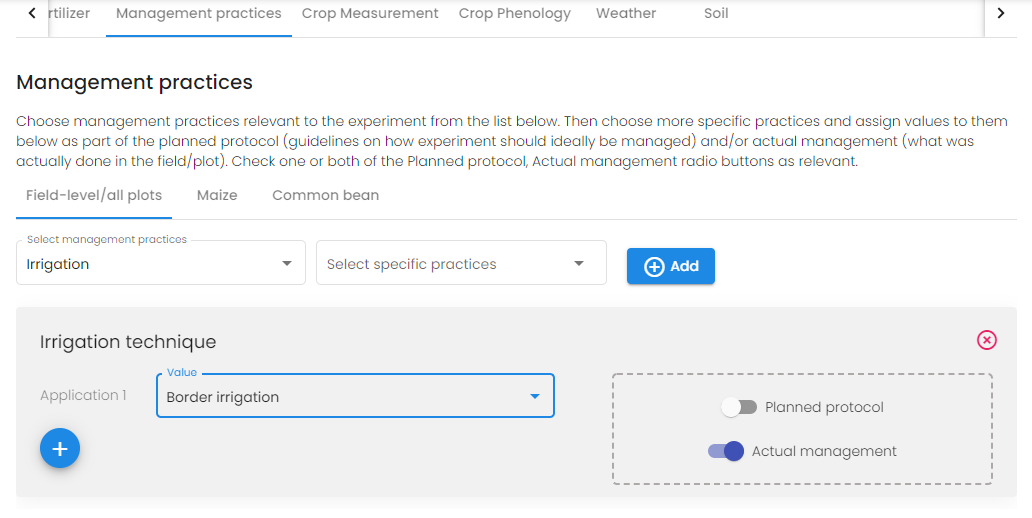 rtilizer Management practices Crop Measurement Crop Phenology Weather Soil
Management practices
Choose management practices relevant to the experiment from the list below. Then choose more specific practices and assign values to them
below as part of the planned protocol (guidelines on how experiment should ideally be managed) and/or actual management (what was
actually done in the field/plot). Check one or both of the Planned protocol, Actual management radio buttons as relevant.
Field-level/all plots Maize Common bean
Select management practices
Irrigation Select specific practices Add
Irrigation technique
Value
Application 1 Border irrigation
Planned protocol
Actual management